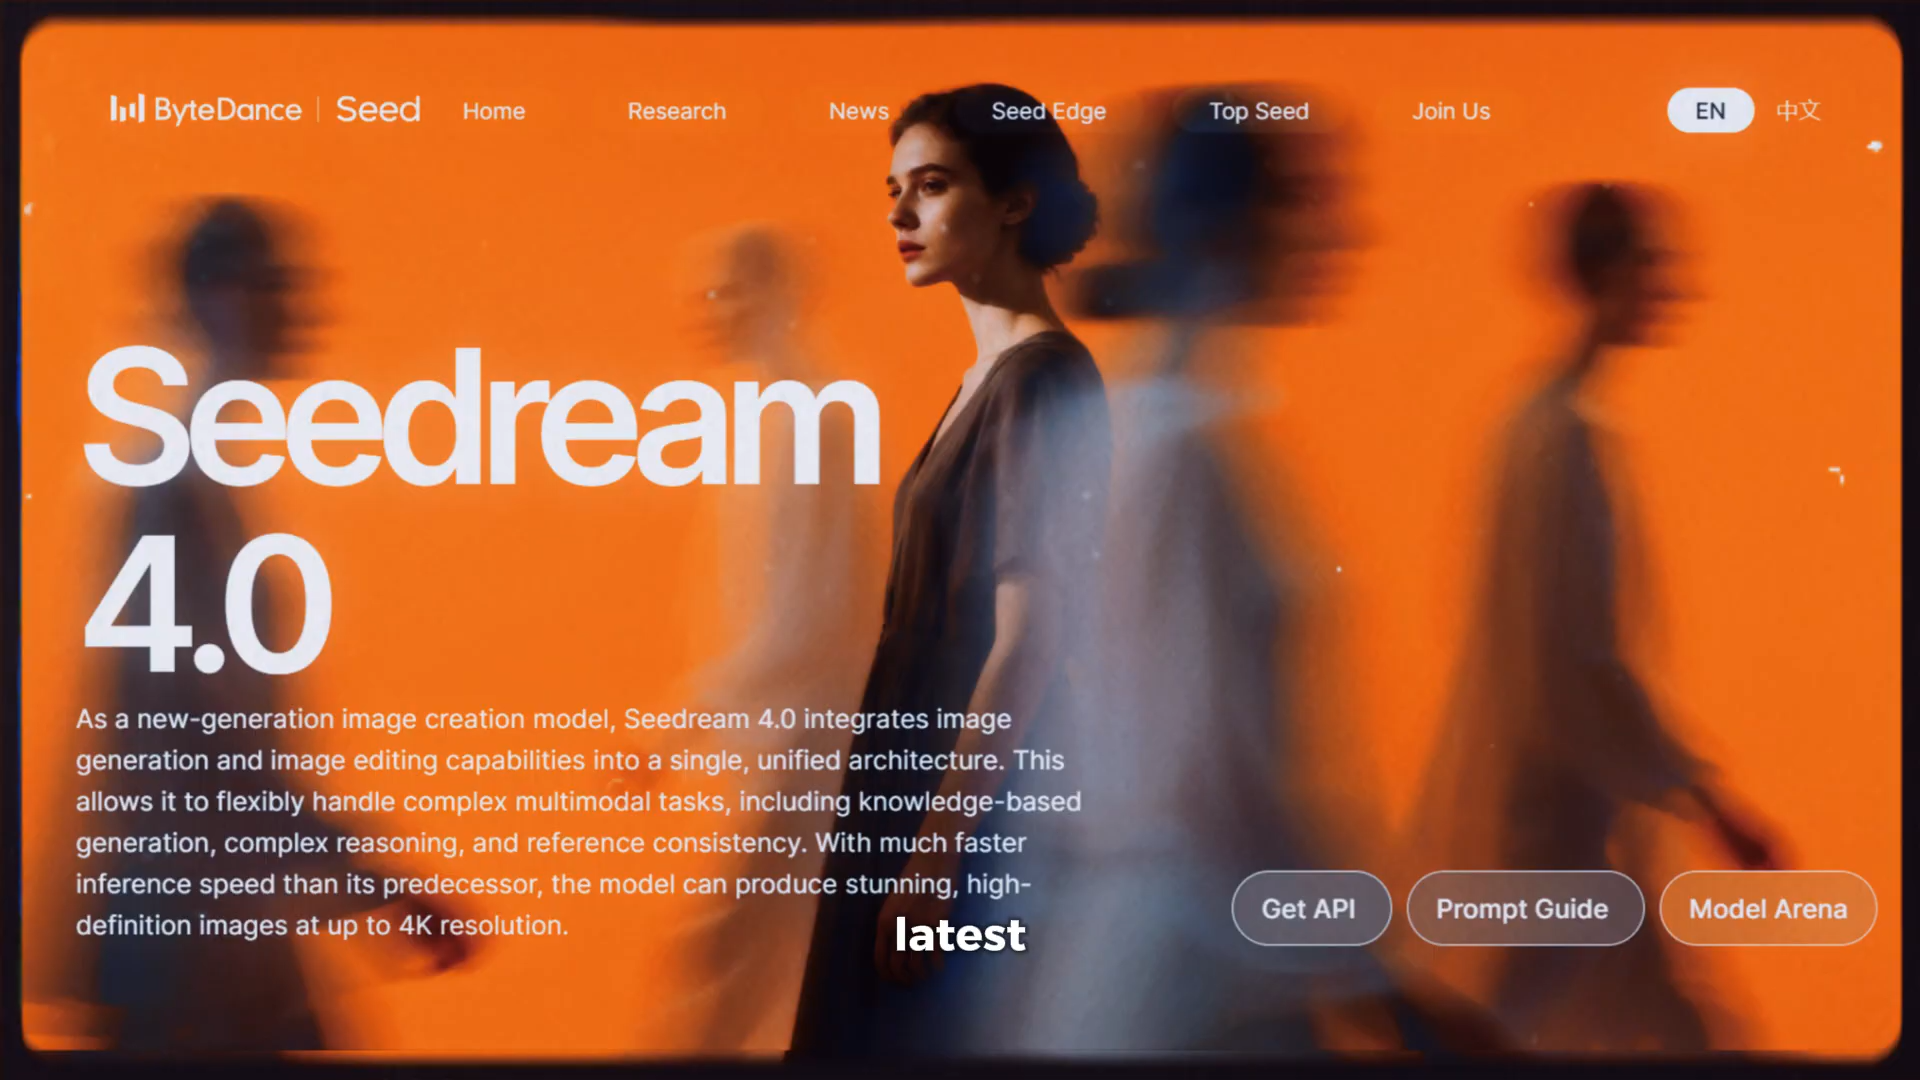 ByteDance | Seed Home Research News Seed Edge Top Seed Join Us EN 中文
Seedream
4.0
As a new-generation image creation model, Seedream 4.0 integrates image
generation and image editing capabilities into a single, unified architecture. This
allows it to flexibly handle complex multimodal tasks, including knowledge-based
generation, complex reasoning, and reference consistency. With much faster
inference speed than its predecessor, the model can produce stunning, high-
definition images at up to 4K resolution.
Get API Prompt Guide Model Arena
latest